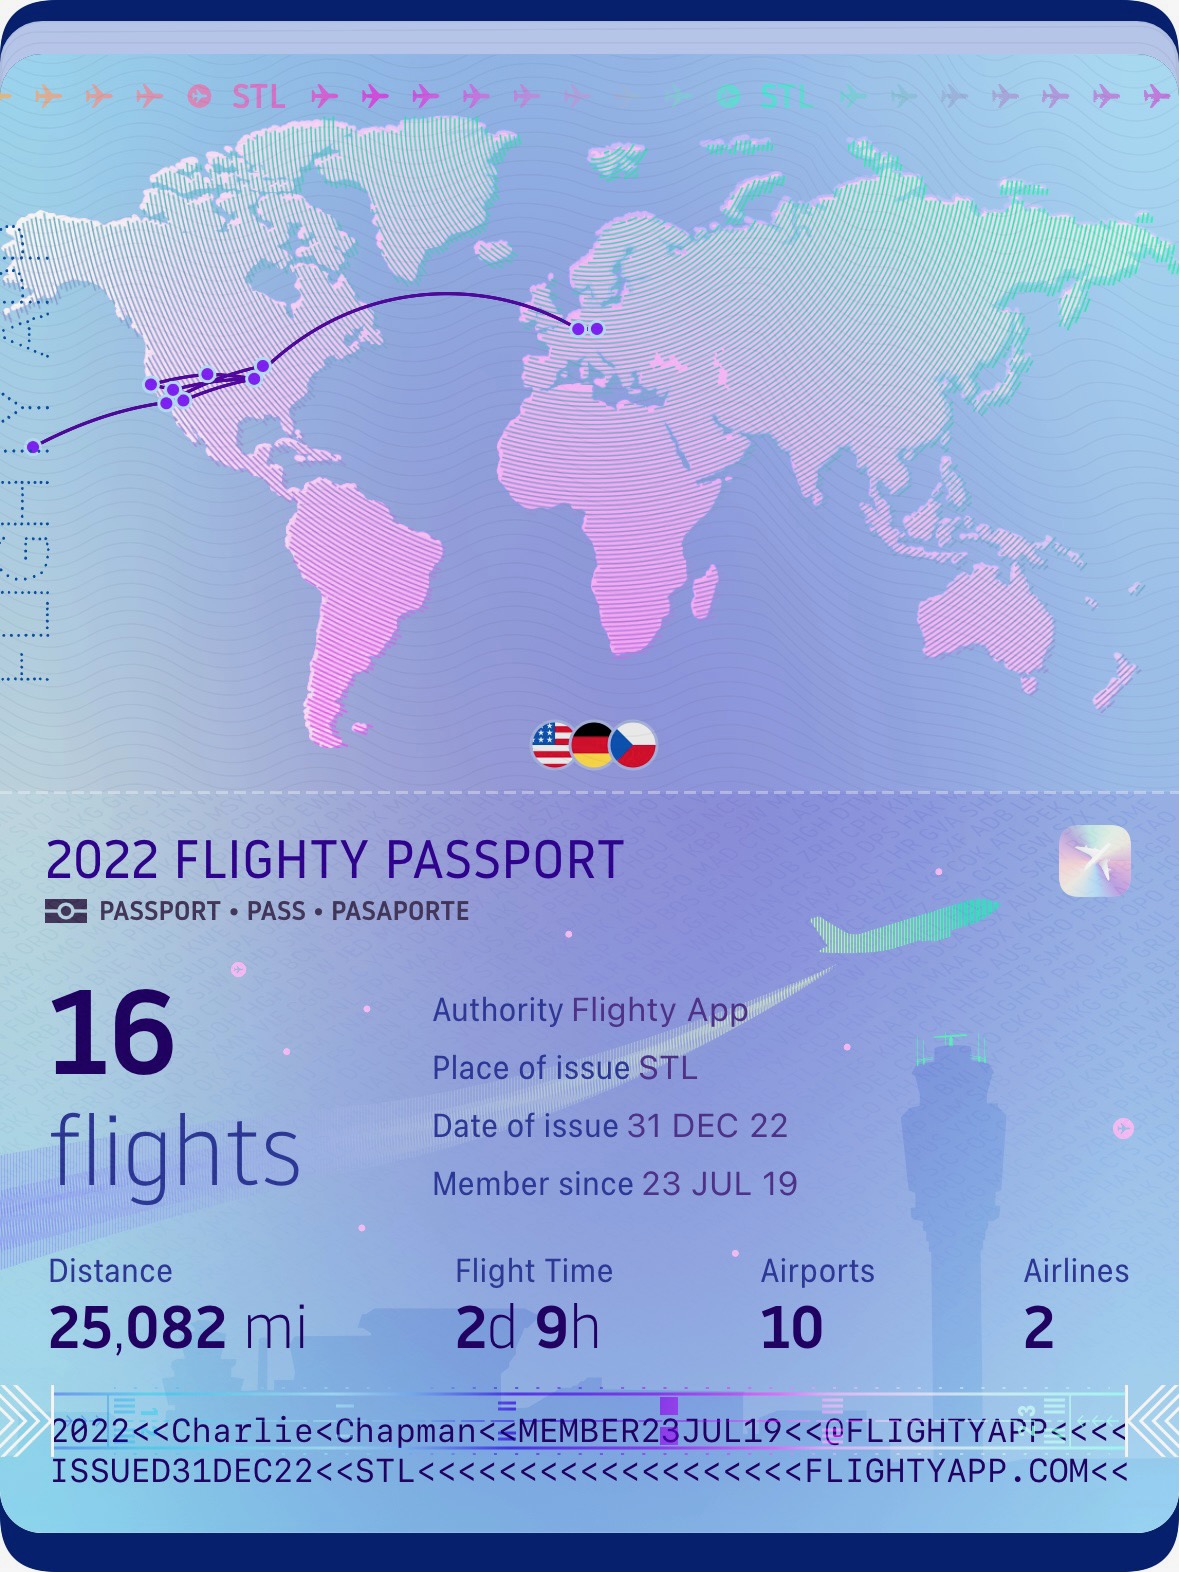 STL STL
FLIGHTY APP
2022 FLIGHTY PASSPORT
PASSPORT • PASS • PASAPORTE
16
flights
Authority Flighty App
Place of issue STL
Date of issue 31 DEC 22
Member since 23 JUL 19
Distance Flight Time Airports Airlines
25,082 mi 2d 9h 10 2
2022<<Charlie<Chapman<<MEMBER23JUL19<<@FLIGHTYAPP<<<<
ISSUED31DEC22<<STL<<<<<<<<<<<<<<<<<<<FLIGHTYAPP.COM<<